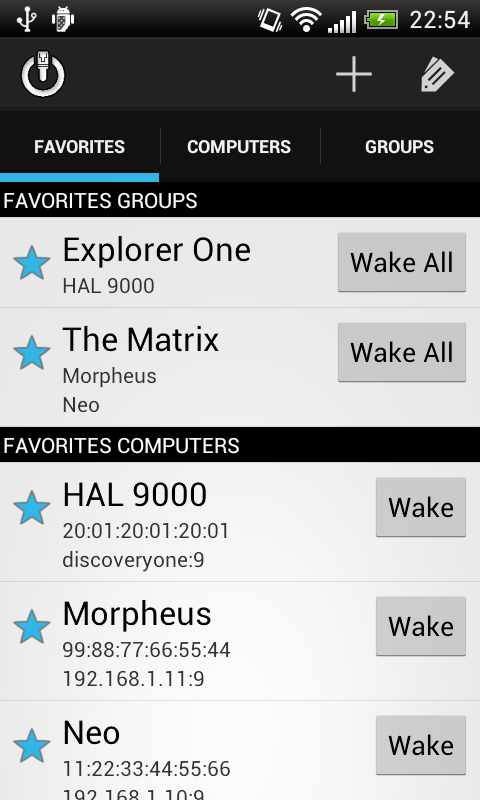 22:54
FAVORITES
COMPUTERS
GROUPS
FAVORITES GROUPS
Explorer One
HAL 9000
Wake All
The Matrix
Morpheus
Neo
Wake All
FAVORITES COMPUTERS
HAL 9000
20:01:20:01:20:01
discoveryone:9
Wake
Morpheus
99:88:77:66:55:44
192.168.1.11:9
Wake
Neo
11:22:33:44:55:66
192.168.1.10:9
Wake